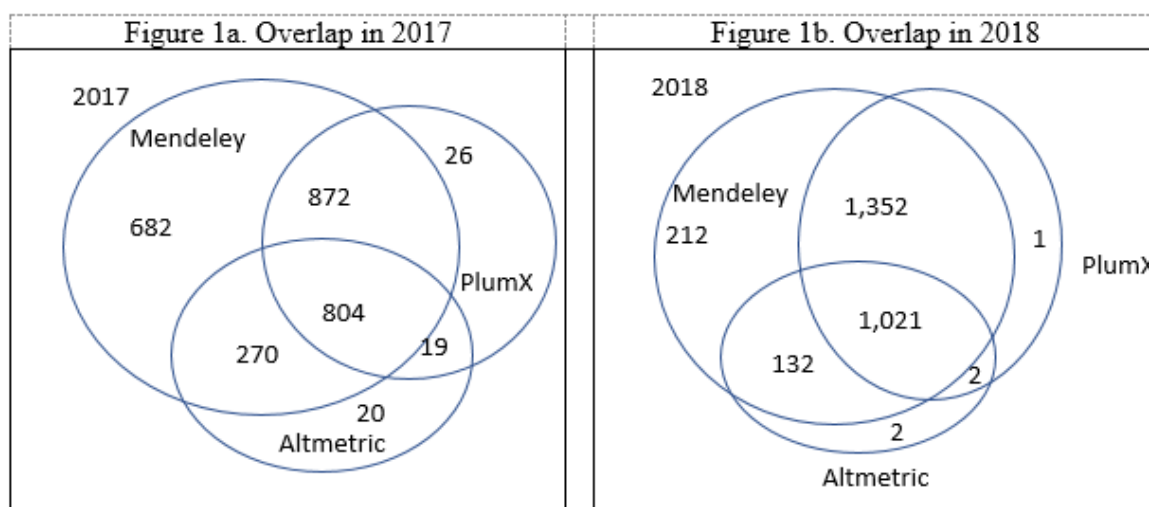 Figure 1a. Overlap in 2017
2017
Mendeley
26
872
682
PlumX
804
270
19
20
Altmetric
Figure 1b. Overlap in 2018
2018
Mendeley
1,352
212
1
PlumX
1,021
132
2
2
Altmetric